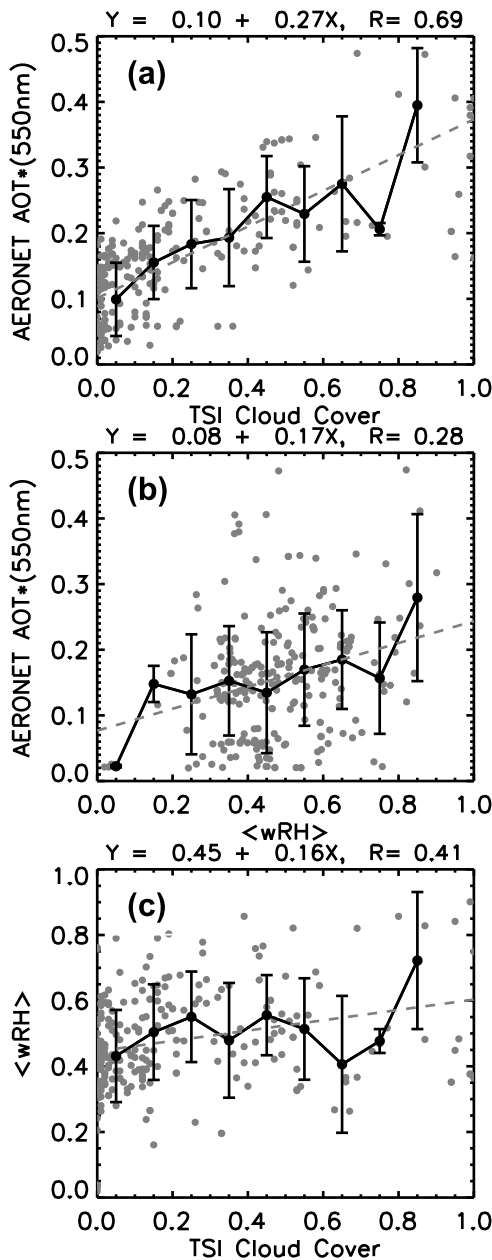 Y = 0.10 + 0.27X, R= 0.69
(a)
0.5
0.4
0.3
0.2
0.1
0.0
AERONET AOT*(550nm)
0.0 0.2 0.4 0.6 0.8 1.0
TSI Cloud Cover
Y = 0.08 + 0.17X, R= 0.28
(b)
0.5
0.4
0.3
0.2
0.1
0.0
AERONET AOT*(550nm)
0.0 0.2 0.4 0.6 0.8 1.0
<wRH>
Y = 0.45 + 0.16X, R= 0.41
(c)
1.0
0.8
0.6
0.4
0.2
0.0
<wRH>
0.0 0.2 0.4 0.6 0.8 1.0
TSI Cloud Cover